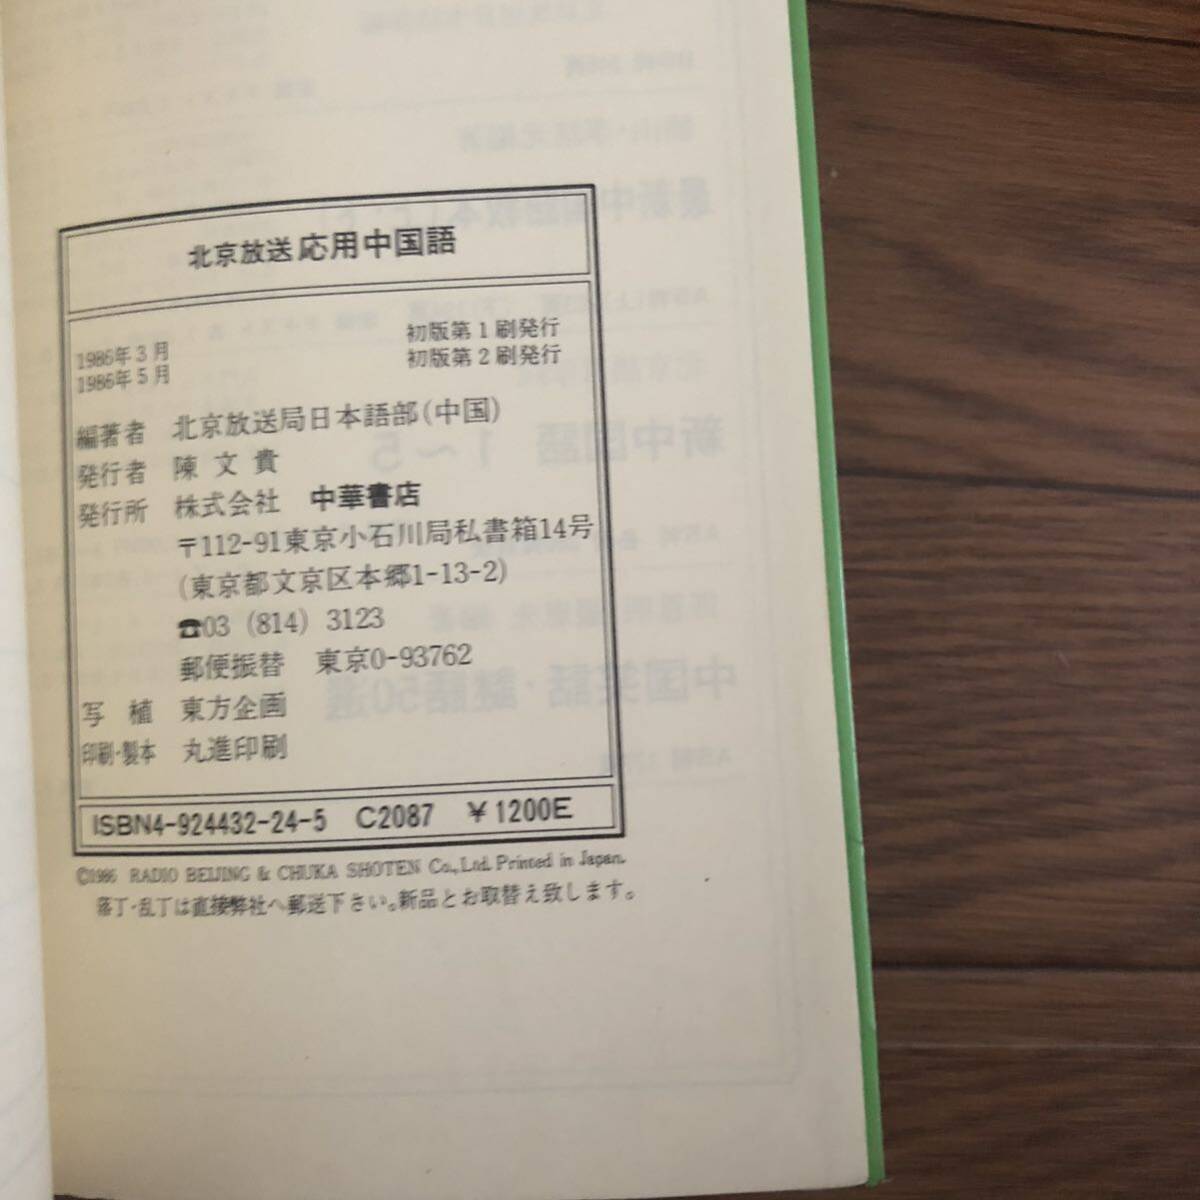 北京放送 応用中国語
1986年3月 初版第1刷発行
1986年5月 初版第2刷発行
編著者 北京放送局日本語部(中国)
発行者 陳文貴
発行所 株式会社 中華書店
〒112-91東京小石川局私書箱14号
(東京都文京区本郷1-13-2)
☎03 (814) 3123
郵便振替 東京0-93762
写植 東方企画
印刷・製本 丸進印刷
ISBN4-924432-24-5 C2087 ￥1200E
©1986 RADIO BEIJING & CHUKA SHOTEN Co., Ltd. Printed in Japan.
落丁・乱丁は直接弊社へ郵送下さい。新品とお取替え致します。